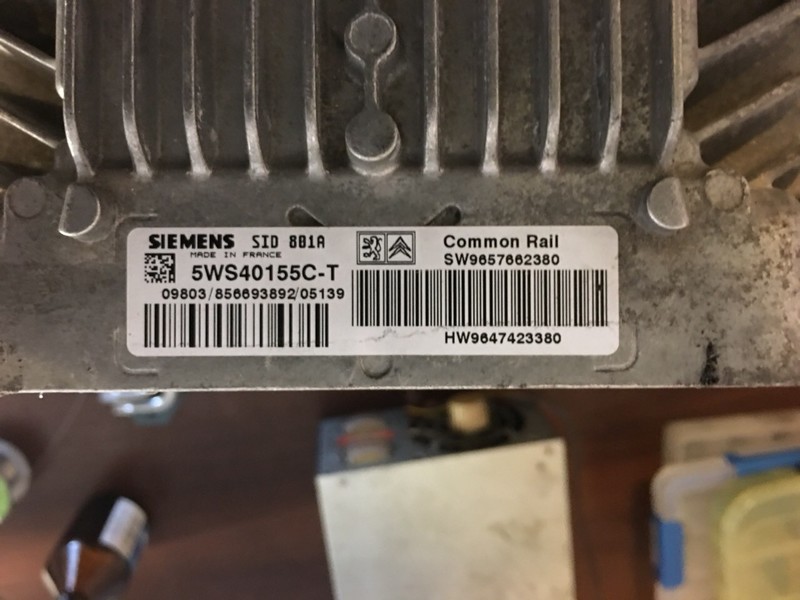 SIEMENS SID 801A
MADE IN FRANCE
5WS40155C-T
09803/856693892/05139
Common Rail
SW9657662380
HW9647423380